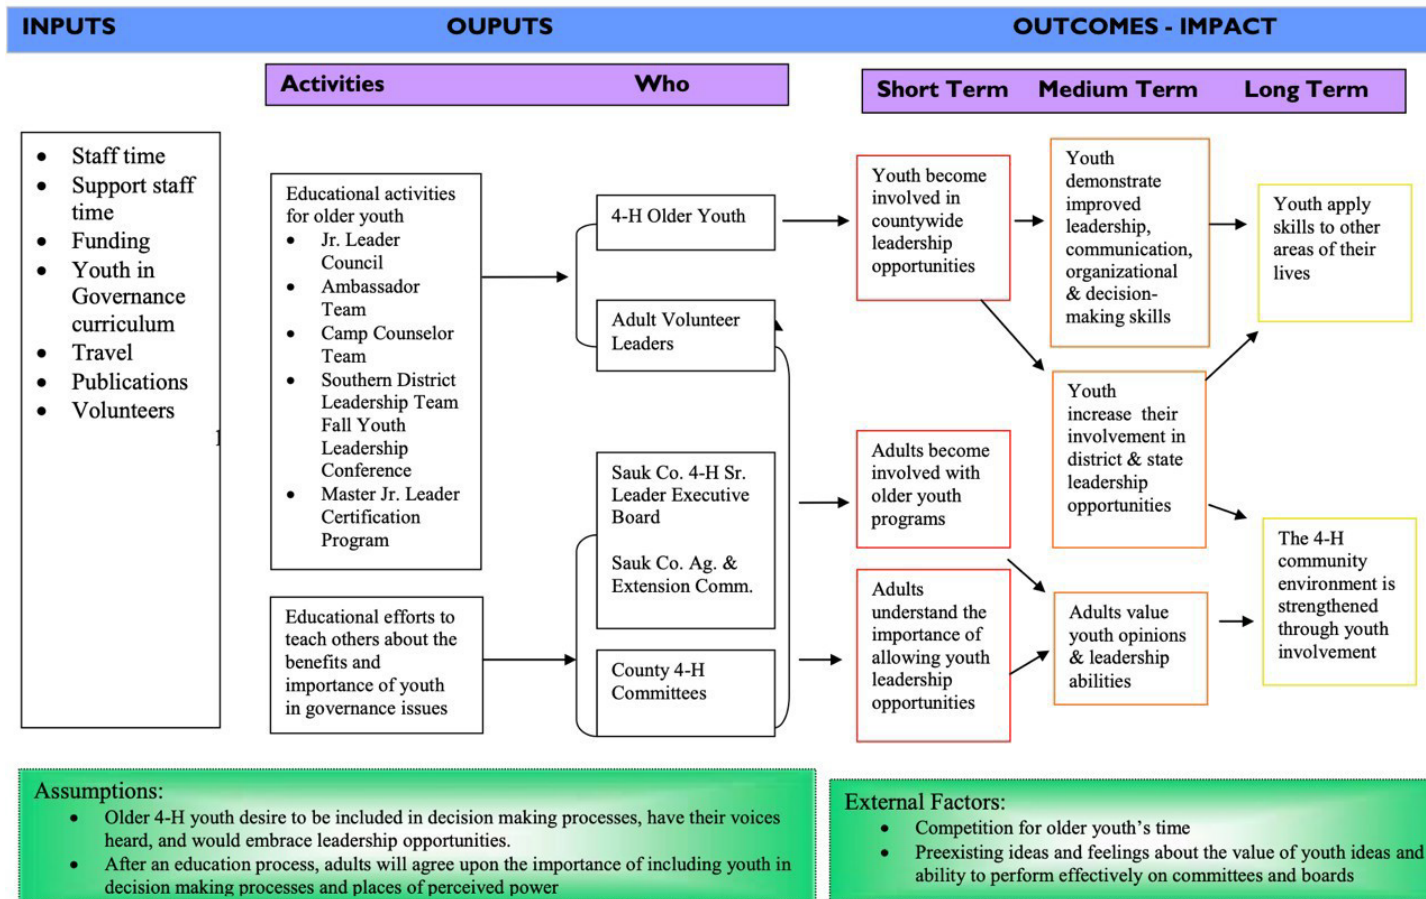 INPUTS
OUPUTS
OUTCOMES - IMPACT
Activities
Who
Short Term
Medium Term
Long Term
• Staff time
• Support staff
time
• Funding
• Youth in
Governance
curriculum
• Travel
• Publications
• Volunteers
Educational activities
for older youth
• Jr. Leader
Council
• Ambassador
Team
• Camp Counselor
Team
• Southern District
Leadership Team
Fall Youth
Leadership
Conference
• Master Jr. Leader
Certification
Program
Educational efforts to
teach others about the
benefits and
importance of youth
in governance issues
4-H Older Youth
Adult Volunteer
Leaders
Sauk Co. 4-H Sr.
Leader Executive
Board
Sauk Co. Ag. &
Extension Comm.
County 4-H
Committees
Youth become
involved in
countywide
leadership
opportunities
Adults become
involved with
older youth
programs
Adults
understand the
importance of
allowing youth
leadership
opportunities
Youth
demonstrate
improved
leadership,
communication,
organizational
& decision-
making skills
Youth
increase their
involvement in
district & state
leadership
opportunities
Adults value
youth opinions
& leadership
abilities
Youth apply
skills to other
areas of their
lives
The 4-H
community
environment is
strengthened
through youth
involvement
Assumptions:
• Older 4-H youth desire to be included in decision making processes, have their voices
heard, and would embrace leadership opportunities.
• After an education process, adults will agree upon the importance of including youth in
decision making processes and places of perceived power
External Factors:
• Competition for older youth's time
• Preexisting ideas and feelings about the value of youth ideas and
ability to perform effectively on committees and boards